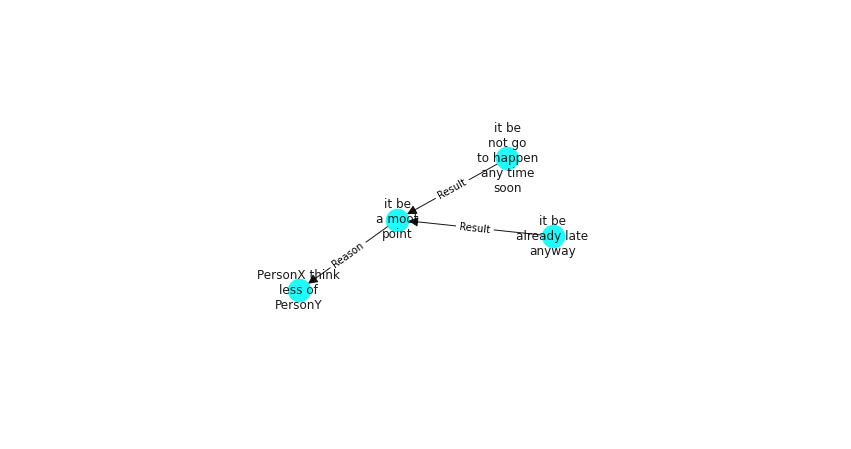 it be
not go
to happen
any time
soon
Result
it be
a moot
point
Result
it be
already late
anyway
Reason
PersonX think
less of
PersonY